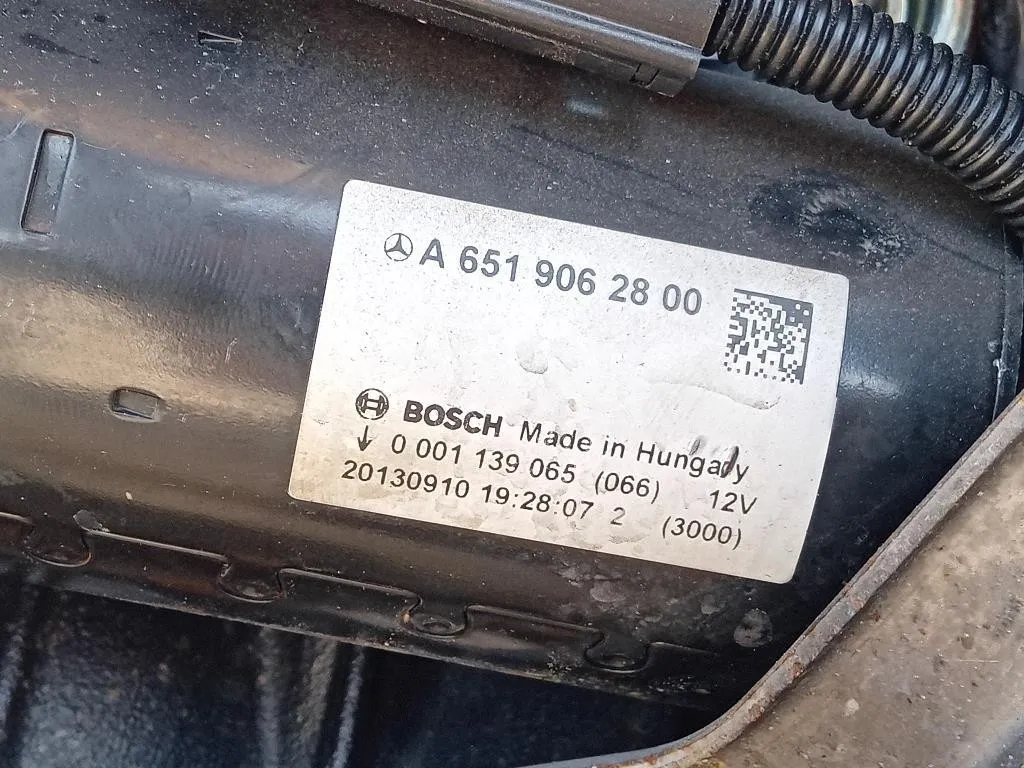 A 651 906 28 00
BOSCH Made in Hungary
↓ 0 001 139 065 (066) 12V
20130910 19:28:07 2 (3000)